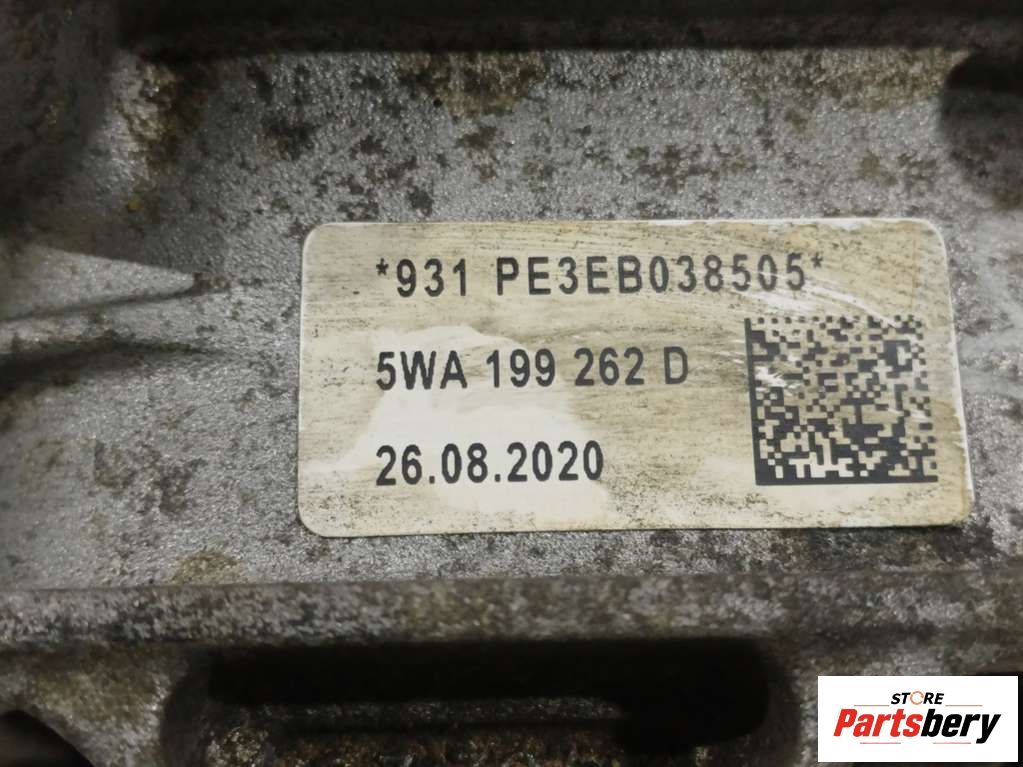 *931 PE3EB038505*
5WA 199 262 D
26.08.2020
STORE
Partsbery